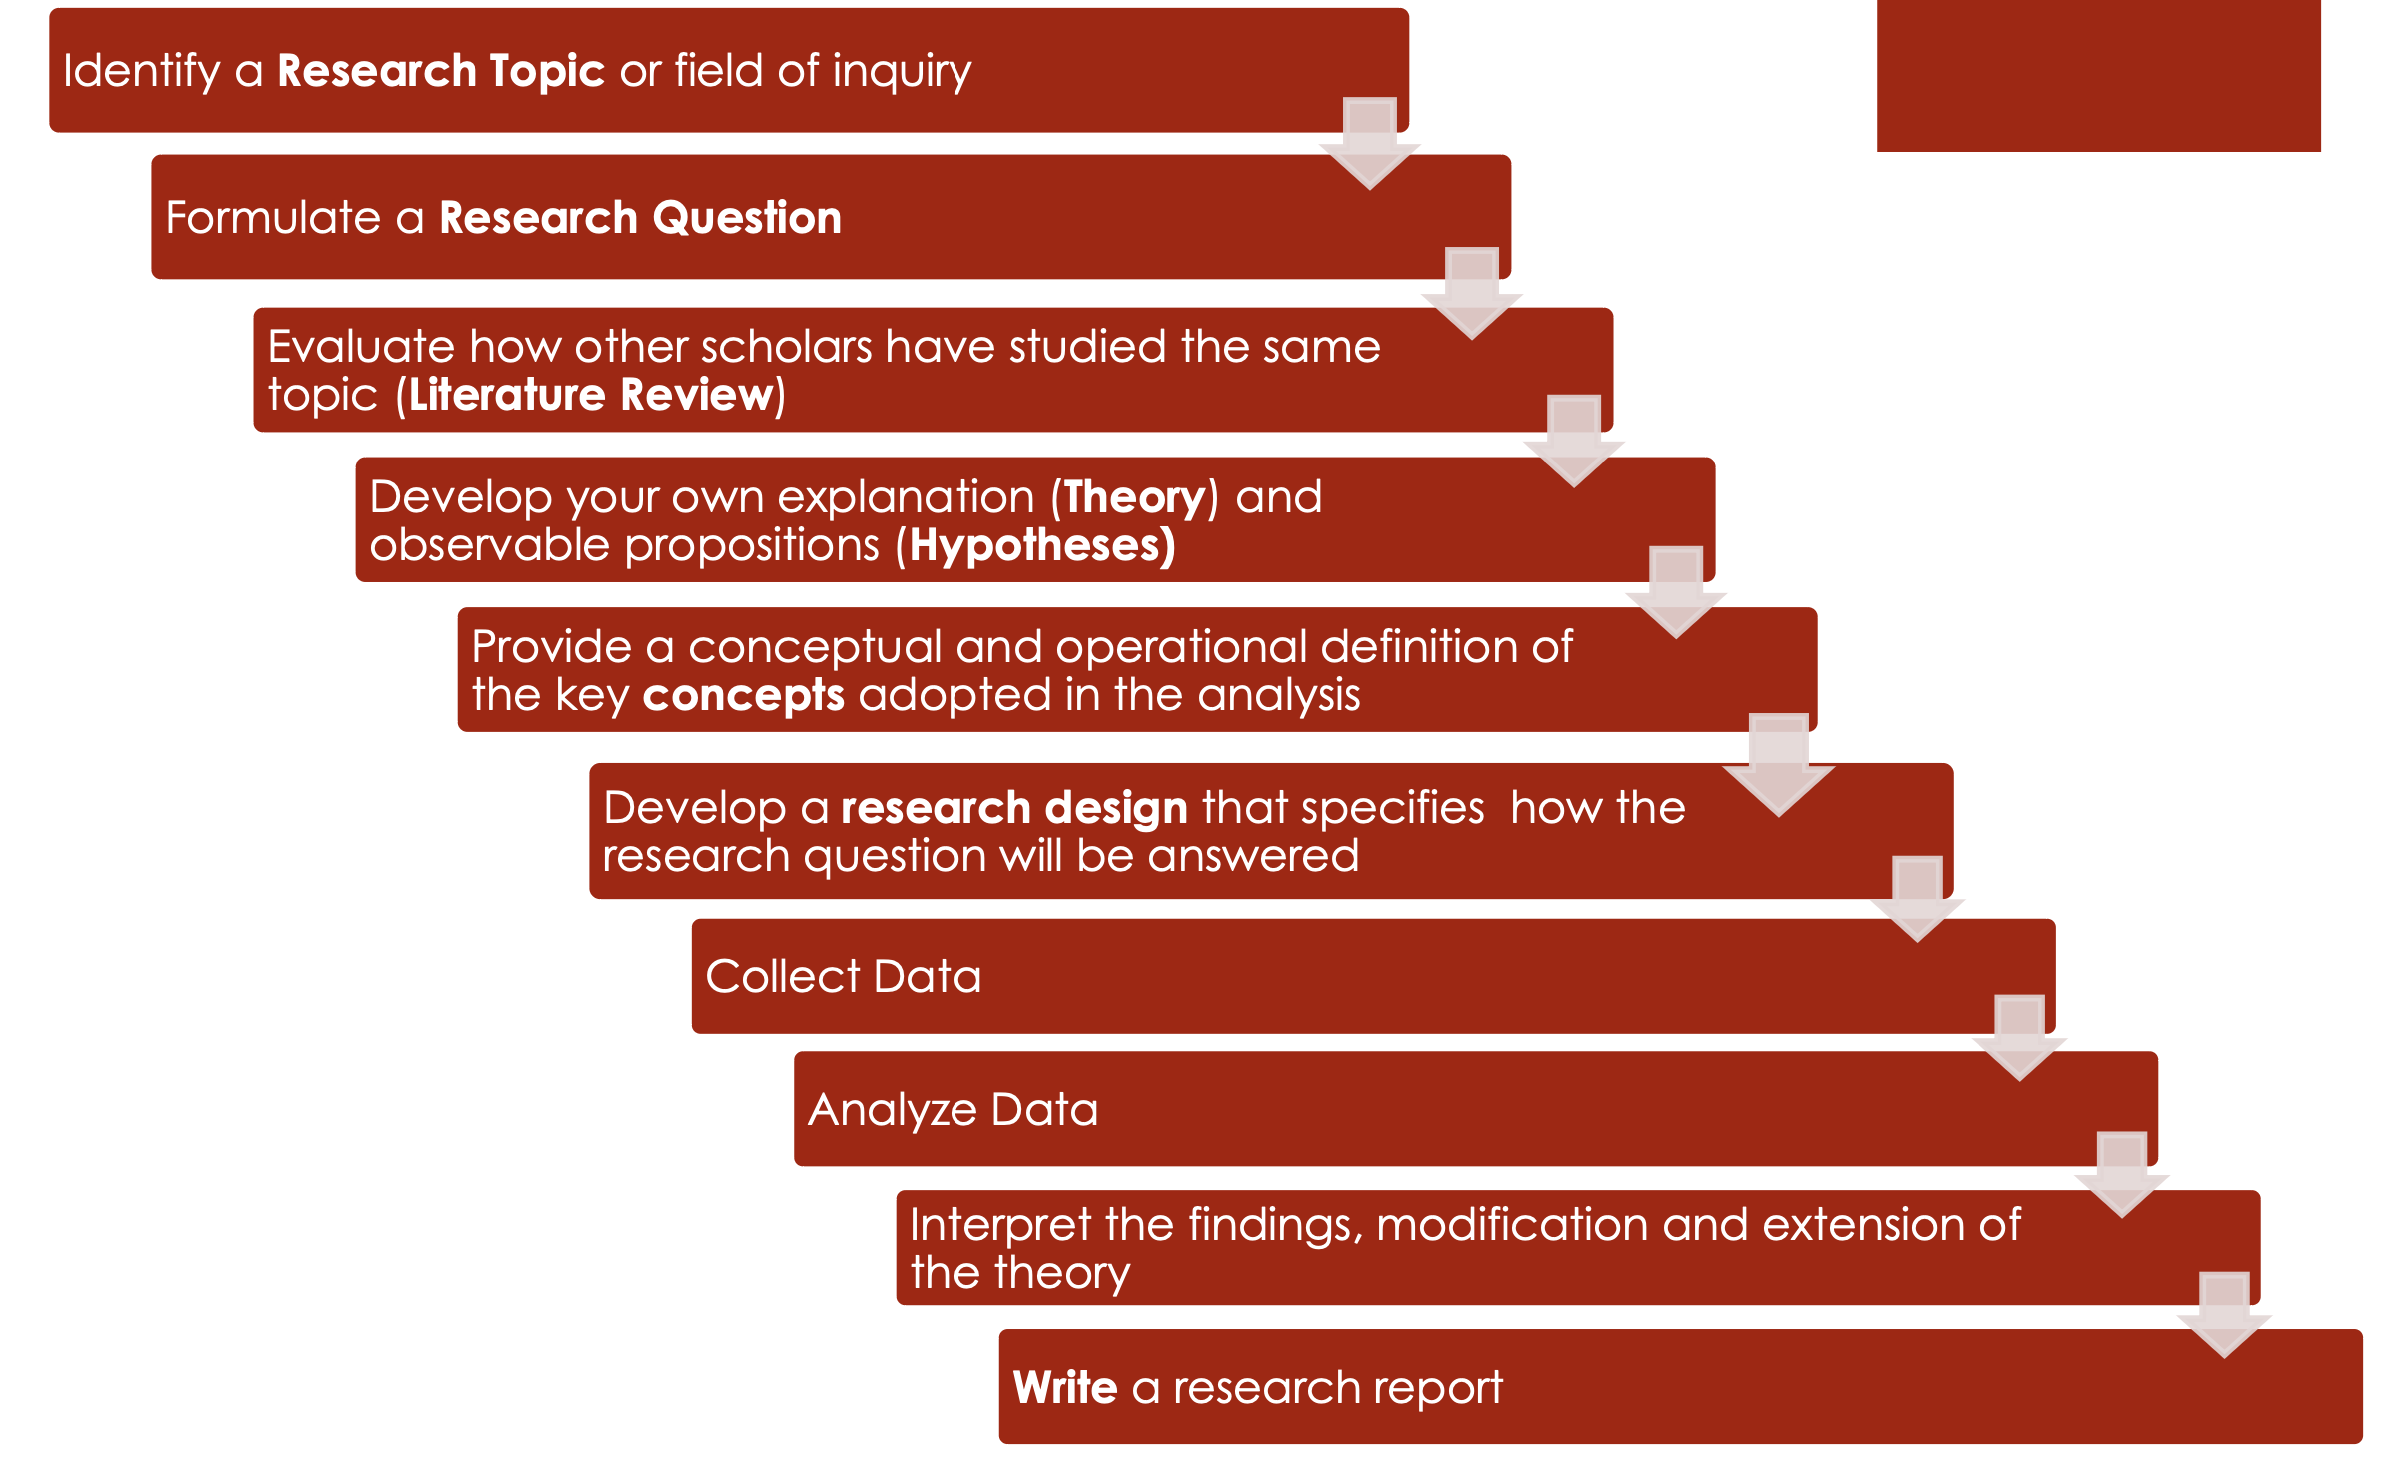 Identify a Research Topic or field of inquiry
Formulate a Research Question
Evaluate how other scholars have studied the same
topic (Literature Review)
Develop your own explanation (Theory) and
observable propositions (Hypotheses)
Provide a conceptual and operational definition of
the key concepts adopted in the analysis
Develop a research design that specifies  how the
research question will be answered
Collect Data
Analyze Data
Interpret the findings, modification and extension of
the theory
Write a research report